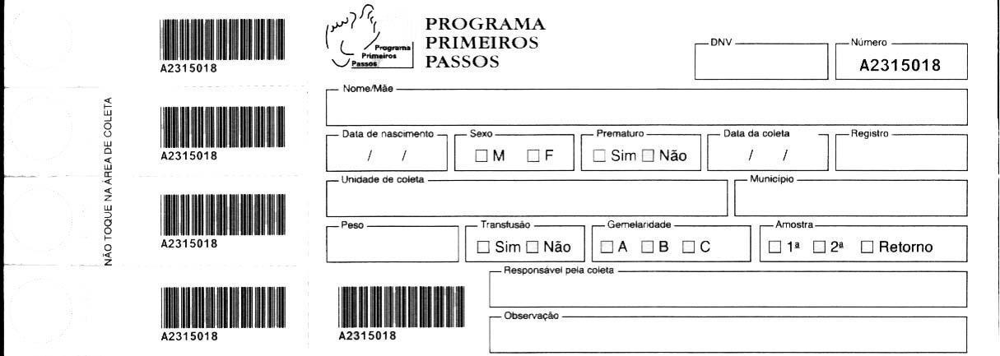 A2315018
A2315018
A2315018
A2315018
NÃO TOQUE NA ÁREA DE COLETA
Programa
Primeiros
Passos
PROGRAMA
PRIMEIROS
PASSOS
DNV
Número
A2315018
Nome/Mãe
Data de nascimento
/ /
Sexo
M F
Prematuro
Sim Não
Data da coleta
/ /
Registro
Unidade de coleta
Município
Peso
Transfusão
Sim Não
Gemelaridade
A B C
Amostra
1ª 2ª Retorno
Responsável pela coleta
Observação
A2315018